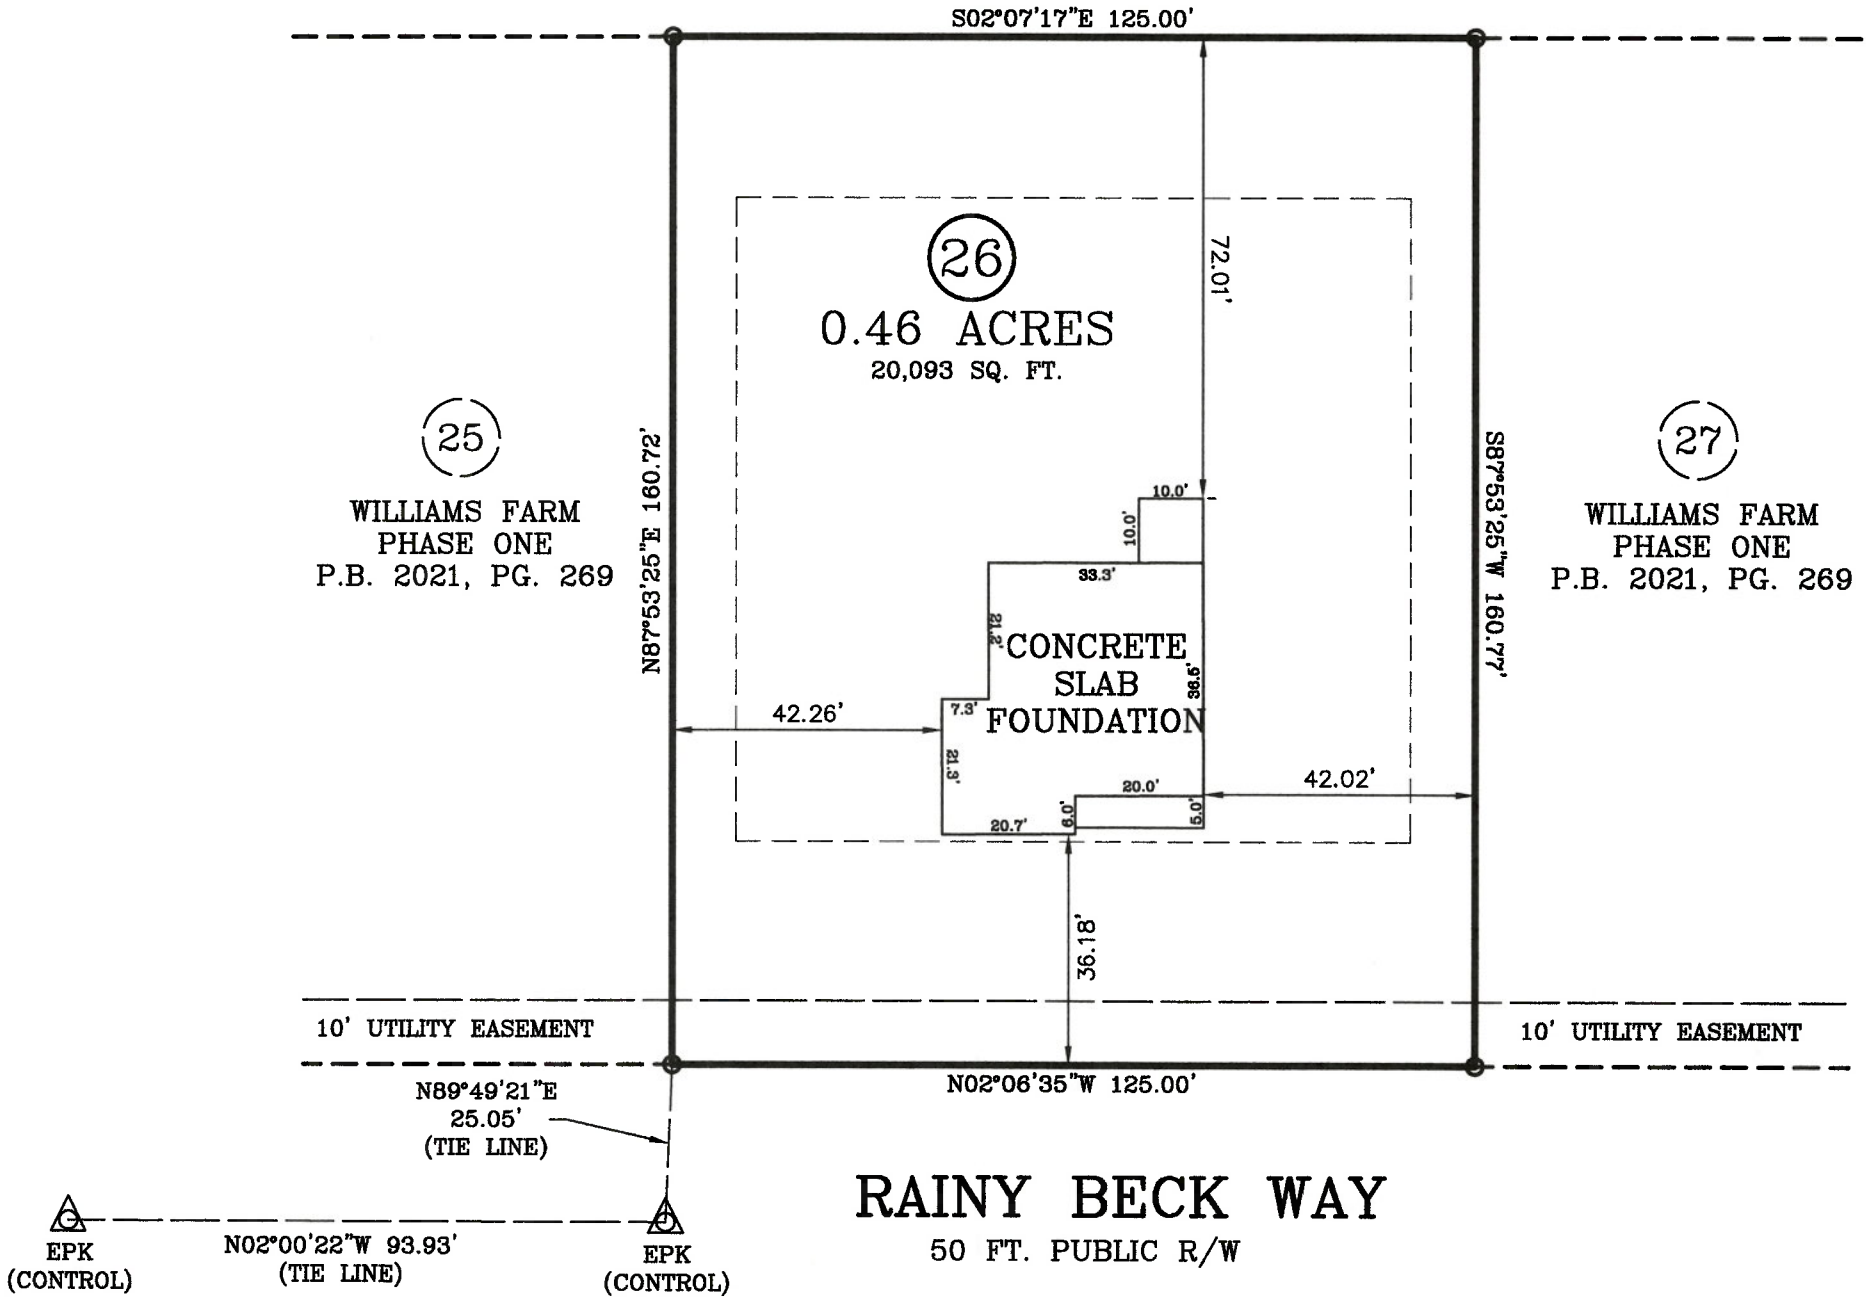 S02°07'17"E 125.00'
26
0.46 ACRES
20,093 SQ. FT.
72.01'
25
WILLIAMS FARM
PHASE ONE
P.B. 2021, PG. 269
N87°53'25"E 160.72'
S87°53'25"W 160.77'
27
WILLIAMS FARM
PHASE ONE
P.B. 2021, PG. 269
10.0'
10.0'
33.3'
21.2'
CONCRETE
SLAB
FOUNDATION
36.5'
7.3'
42.26'
21.3'
20.0'
42.02'
6.0'
5.0'
20.7'
36.18'
10' UTILITY EASEMENT
10' UTILITY EASEMENT
N02°06'35"W 125.00'
N89°49'21"E
25.05'
(TIE LINE)
RAINY BECK WAY
50 FT. PUBLIC R/W
EPK
(CONTROL)
N02°00'22"W 93.93'
(TIE LINE)
EPK
(CONTROL)